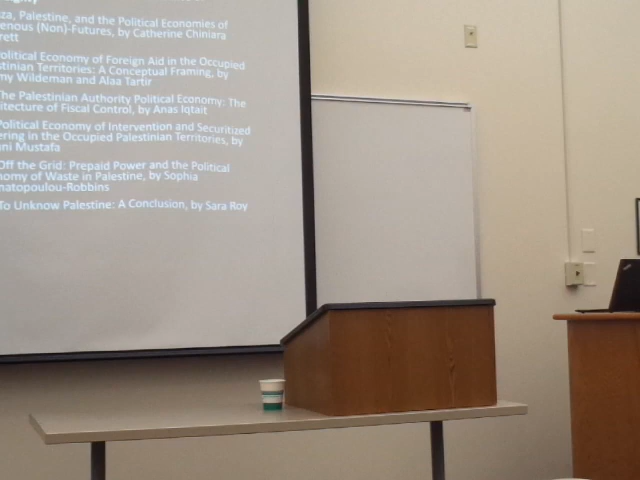 za, Palestine, and the Political Economies of
enous (Non)-Futures, by Catherine Chiniara
rett
olitical Economy of Foreign Aid in the Occupied
stinian Territories: A Conceptual Framing, by
my Wildeman and Alaa Tartir
The Palestinian Authority Political Economy: The
itecture of Fiscal Control, by Anas Iqtait
Political Economy of Intervention and Securitized
ering in the Occupied Palestinian Territories, by
ni Mustafa
Off the Grid: Prepaid Power and the Political
nomy of Waste in Palestine, by Sophia
matopoulou-Robbins
To Unknow Palestine: A Conclusion, by Sara Roy